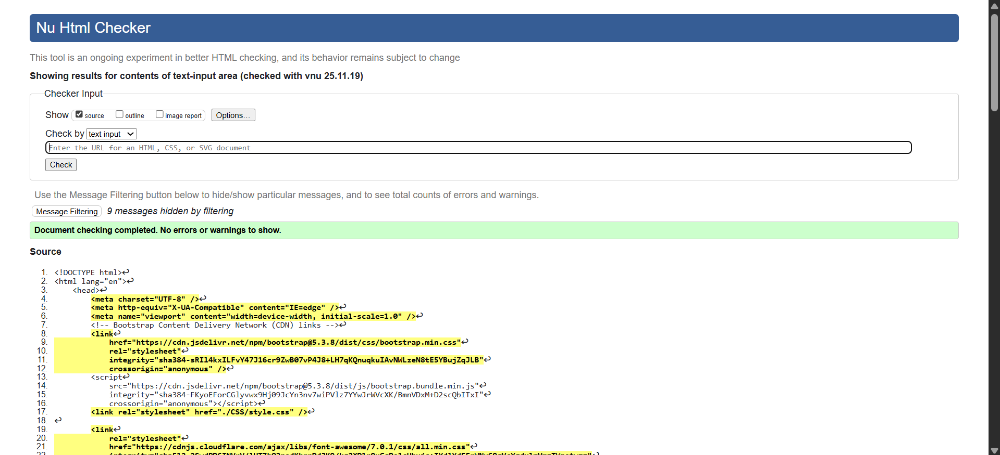 Nu Html Checker
This tool is an ongoing experiment in better HTML checking, and its behavior remains subject to change
Showing results for contents of text-input area (checked with vnu 25.11.19)
Checker Input
Show source outline image report Options...
Check by text input
Enter the URL for an HTML, CSS, or SVG document
Check
Use the Message Filtering button below to hide/show particular messages, and to see total counts of errors and warnings.
Message Filtering 9 messages hidden by filtering
Document checking completed. No errors or warnings to show.
Source
1. <!DOCTYPE html>↩
2. <html lang="en">↩
3. <head>↩
4. <meta charset="UTF-8" />↩
5. <meta http-equiv="X-UA-Compatible" content="IE=edge" />↩
6. <meta name="viewport" content="width=device-width, initial-scale=1.0" />↩
7. <!-- Bootstrap Content Delivery Network (CDN) links -->↩
8. <link↩
9. href="https://cdn.jsdelivr.net/npm/bootstrap@5.3.8/dist/css/bootstrap.min.css"↩
10. rel="stylesheet"↩
11. integrity="sha384-sRIl4kxILFvY47J16cr9ZwB07vP4J8+LH7qKQnuqkuIAvNWLzeN8tE5YBujZqJLB"↩
12. crossorigin="anonymous" />↩
13. <script↩
14. src="https://cdn.jsdelivr.net/npm/bootstrap@5.3.8/dist/js/bootstrap.bundle.min.js"↩
15. integrity="sha384-FKyoEForCGlyvwx9Hj09JcYn3nv7wiPVlz7YYwJrWVcXK/BmnVDxM+D2scQbITxI"↩
16. crossorigin="anonymous"></script>↩
17. <link rel="stylesheet" href="./CSS/style.css" />↩
18. ↩
19. <link↩
20. rel="stylesheet"↩
21. href="https://cdnjs.cloudflare.com/ajax/libs/font-awesome/7.0.1/css/all.min.css"↩